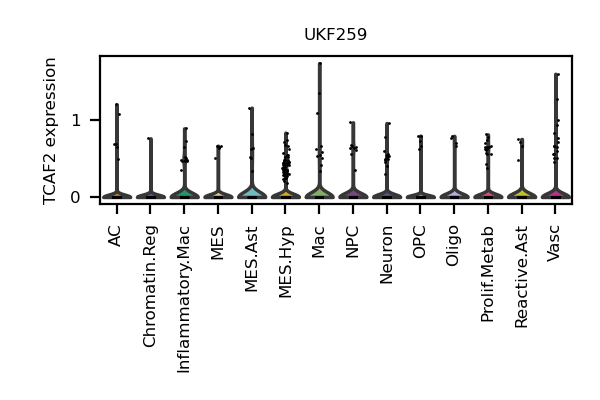 UKF259
TCAF2 expression
1
0
AC
Chromatin.Reg
Inflammatory.Mac
MES
MES.Ast
MES.Hyp
Mac
NPC
Neuron
OPC
Oligo
Prolif.Metab
Reactive.Ast
Vasc